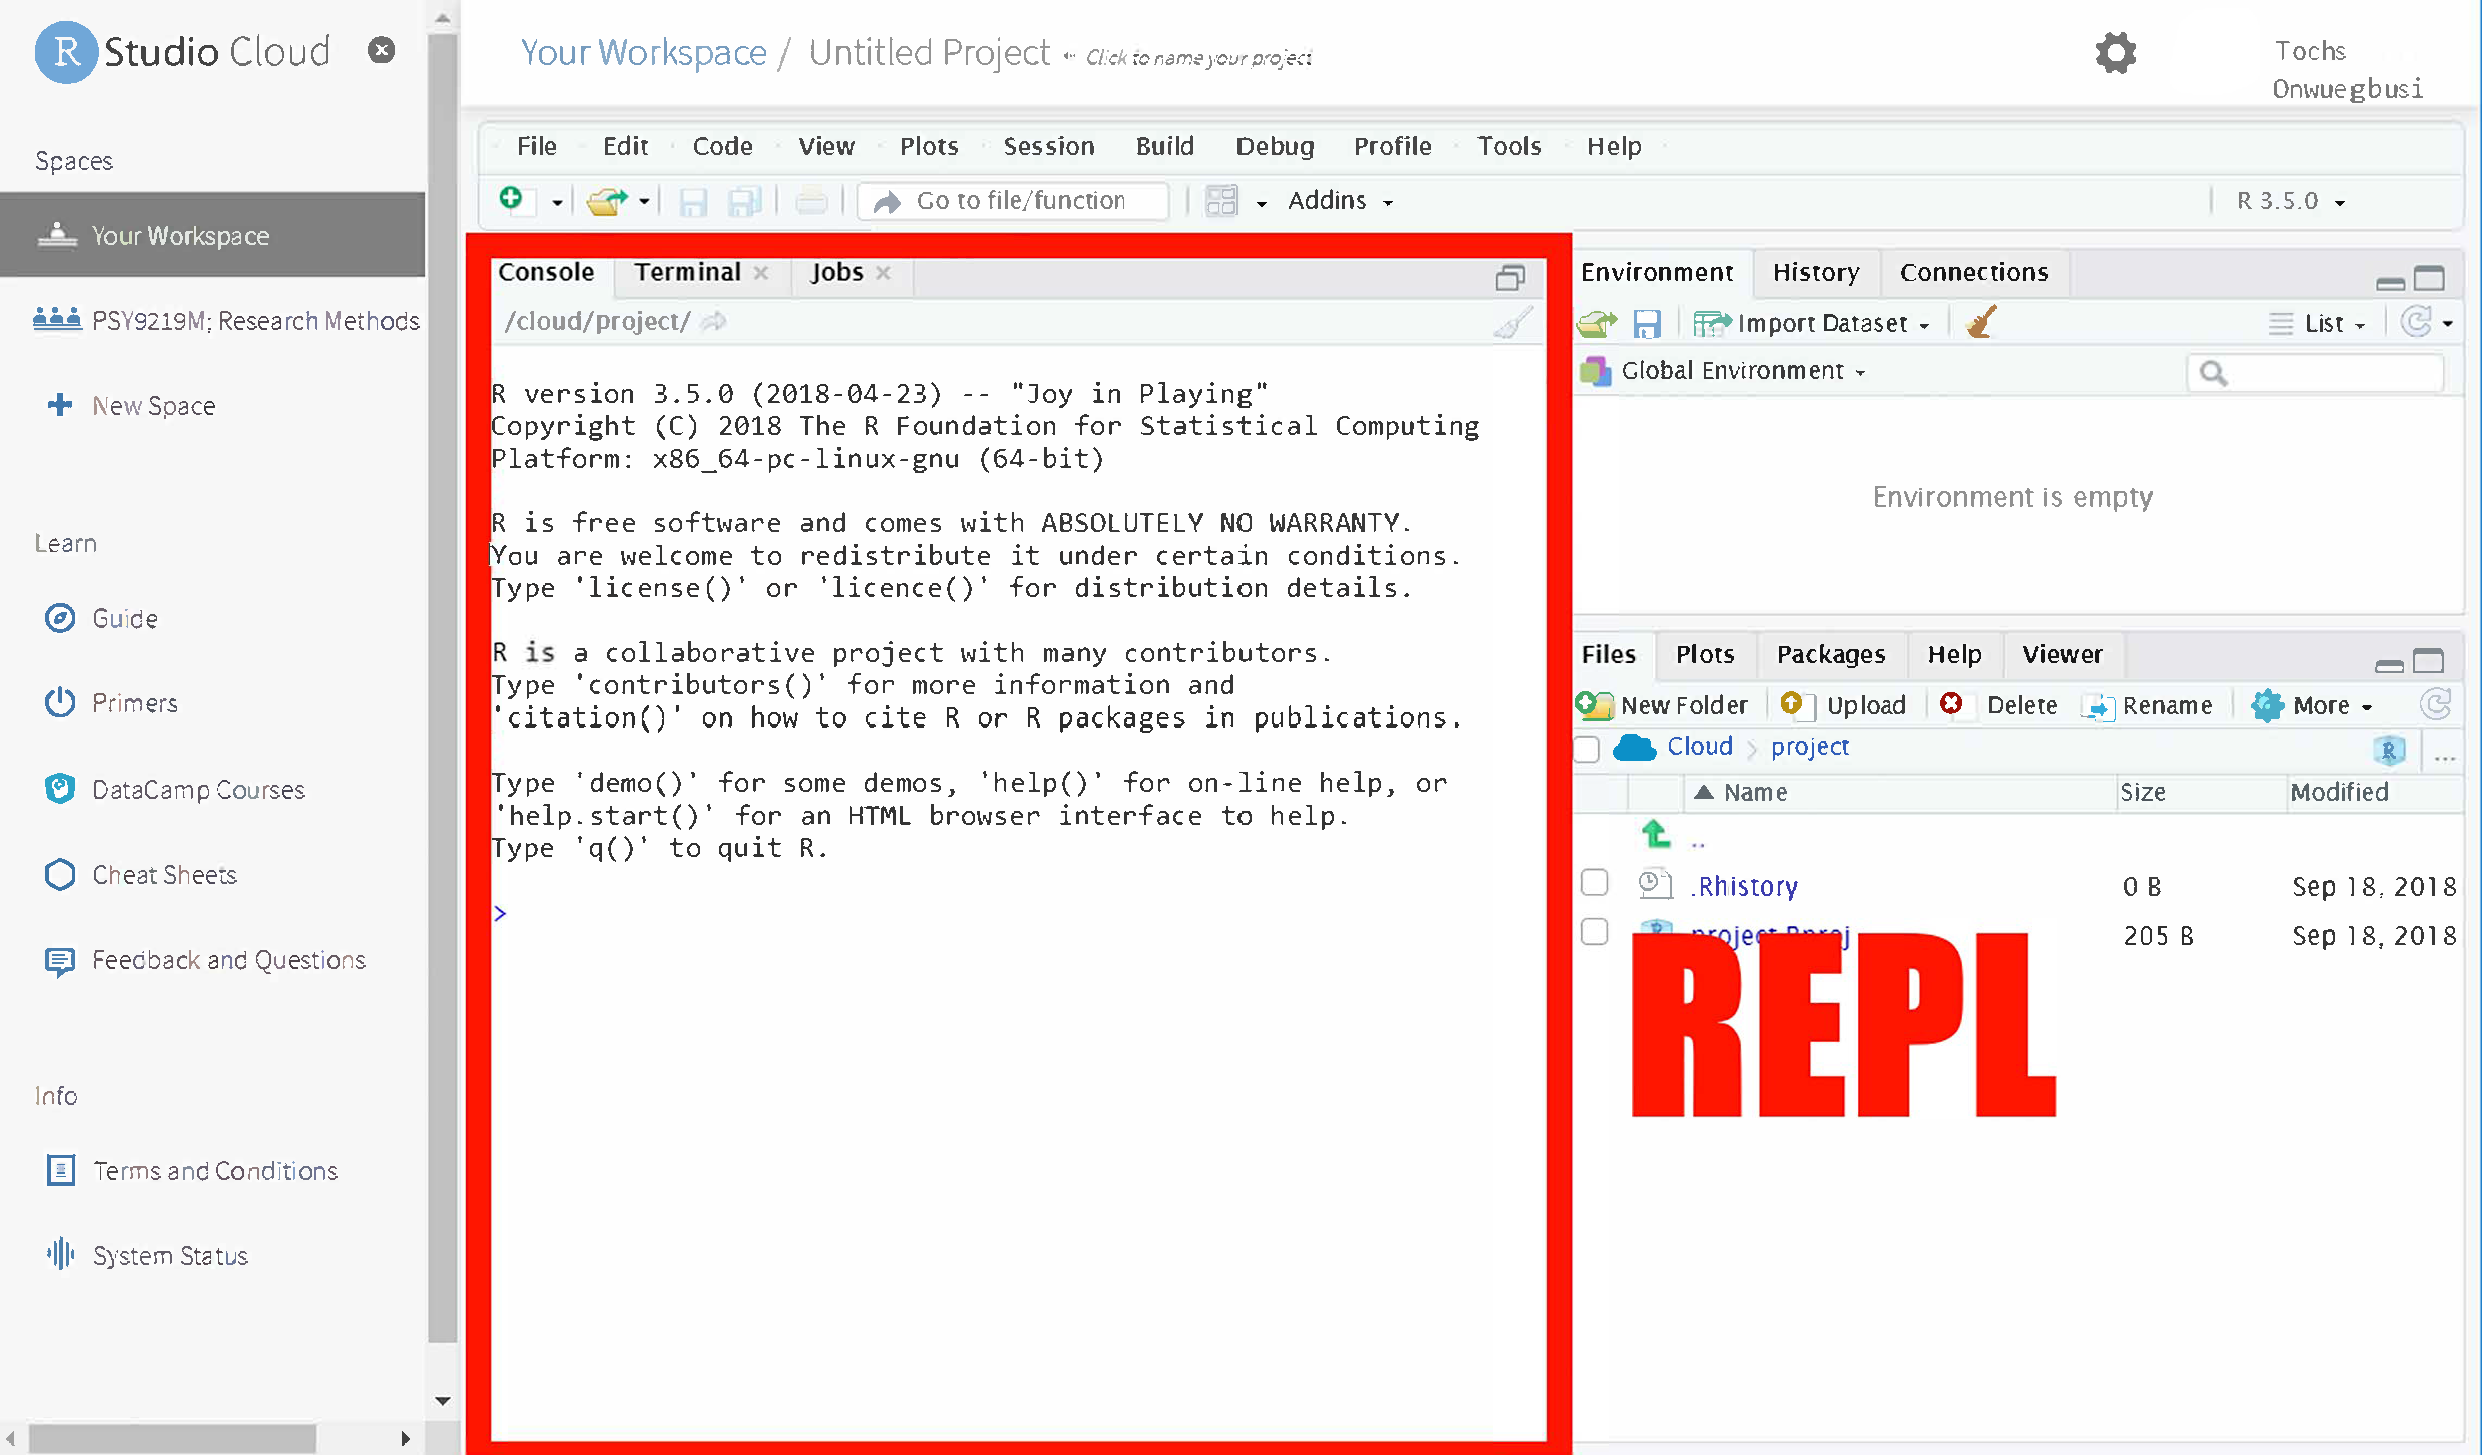 R Studio Cloud
Your Workspace / Untitled Project ← Click to name your project
Tochs
Onwuegbusi
Spaces
Your Workspace
PSY9219M; Research Methods
New Space
Learn
Guide
Primers
DataCamp Courses
Cheat Sheets
Feedback and Questions
Info
Terms and Conditions
System Status
File Edit Code View Plots Session Build Debug Profile Tools Help
Go to file/function Addins R 3.5.0
Console Terminal Jobs
/cloud/project/
R version 3.5.0 (2018-04-23) -- "Joy in Playing"
Copyright (C) 2018 The R Foundation for Statistical Computing
Platform: x86_64-pc-linux-gnu (64-bit)
R is free software and comes with ABSOLUTELY NO WARRANTY.
You are welcome to redistribute it under certain conditions.
Type 'license()' or 'licence()' for distribution details.
R is a collaborative project with many contributors.
Type 'contributors()' for more information and
'citation()' on how to cite R or R packages in publications.
Type 'demo()' for some demos, 'help()' for on-line help, or
'help.start()' for an HTML browser interface to help.
Type 'q()' to quit R.
>
Environment History Connections
Import Dataset List
Global Environment
Environment is empty
Files Plots Packages Help Viewer
New Folder Upload Delete Rename More
Cloud > project R ...
Name Size Modified
..
.Rhistory 0 B Sep 18, 2018
project.Rproj 205 B Sep 18, 2018
REPL